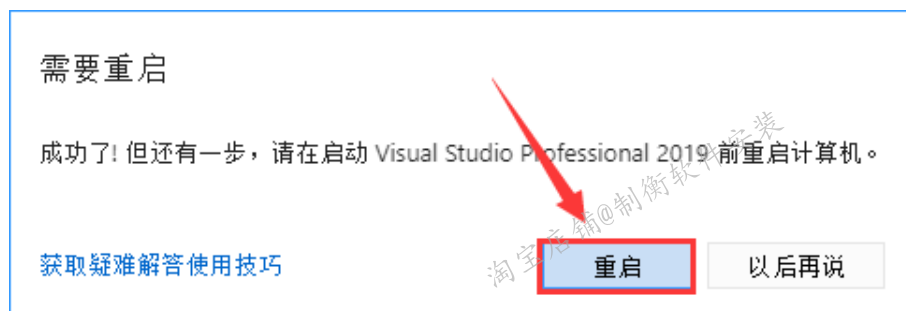 需要重启
成功了! 但还有一步，请在启动 Visual Studio Professional 2019 前重启计算机。
淘宝店铺@制衡软件安装
获取疑难解答使用技巧
重启
以后再说